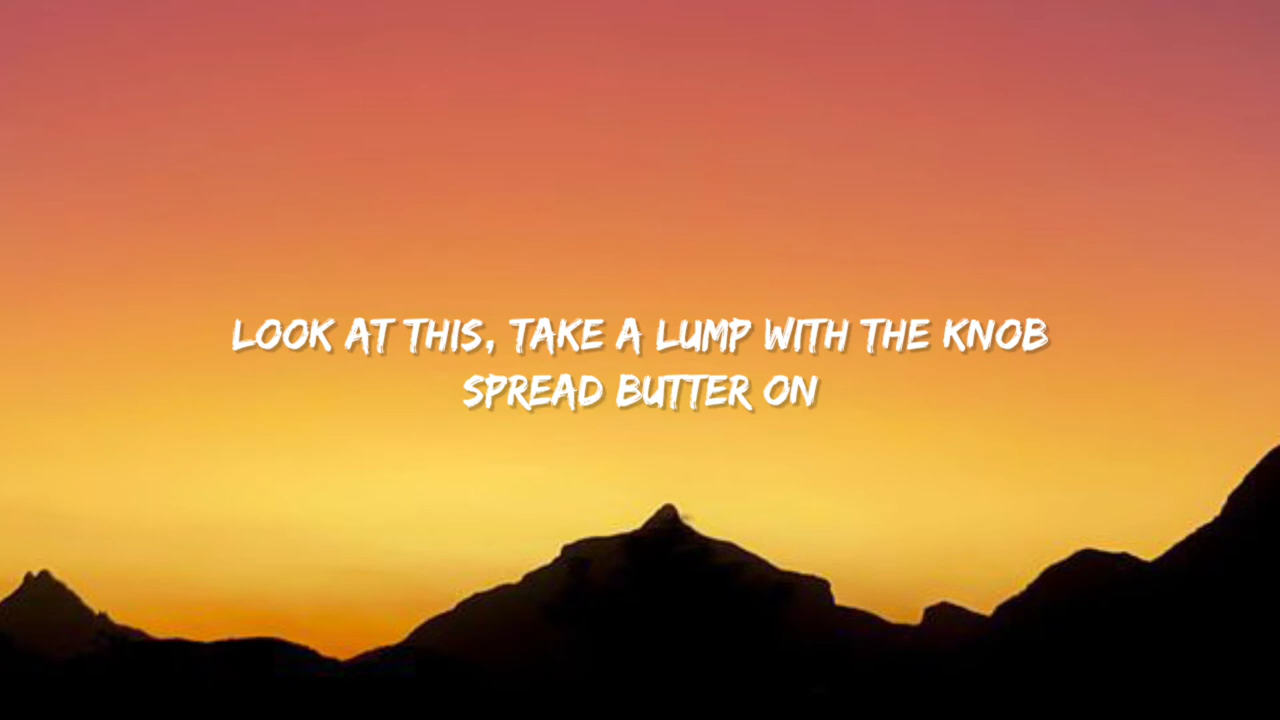 LOOK AT THIS, TAKE A LUMP WITH THE KNOB
SPREAD BUTTER ON